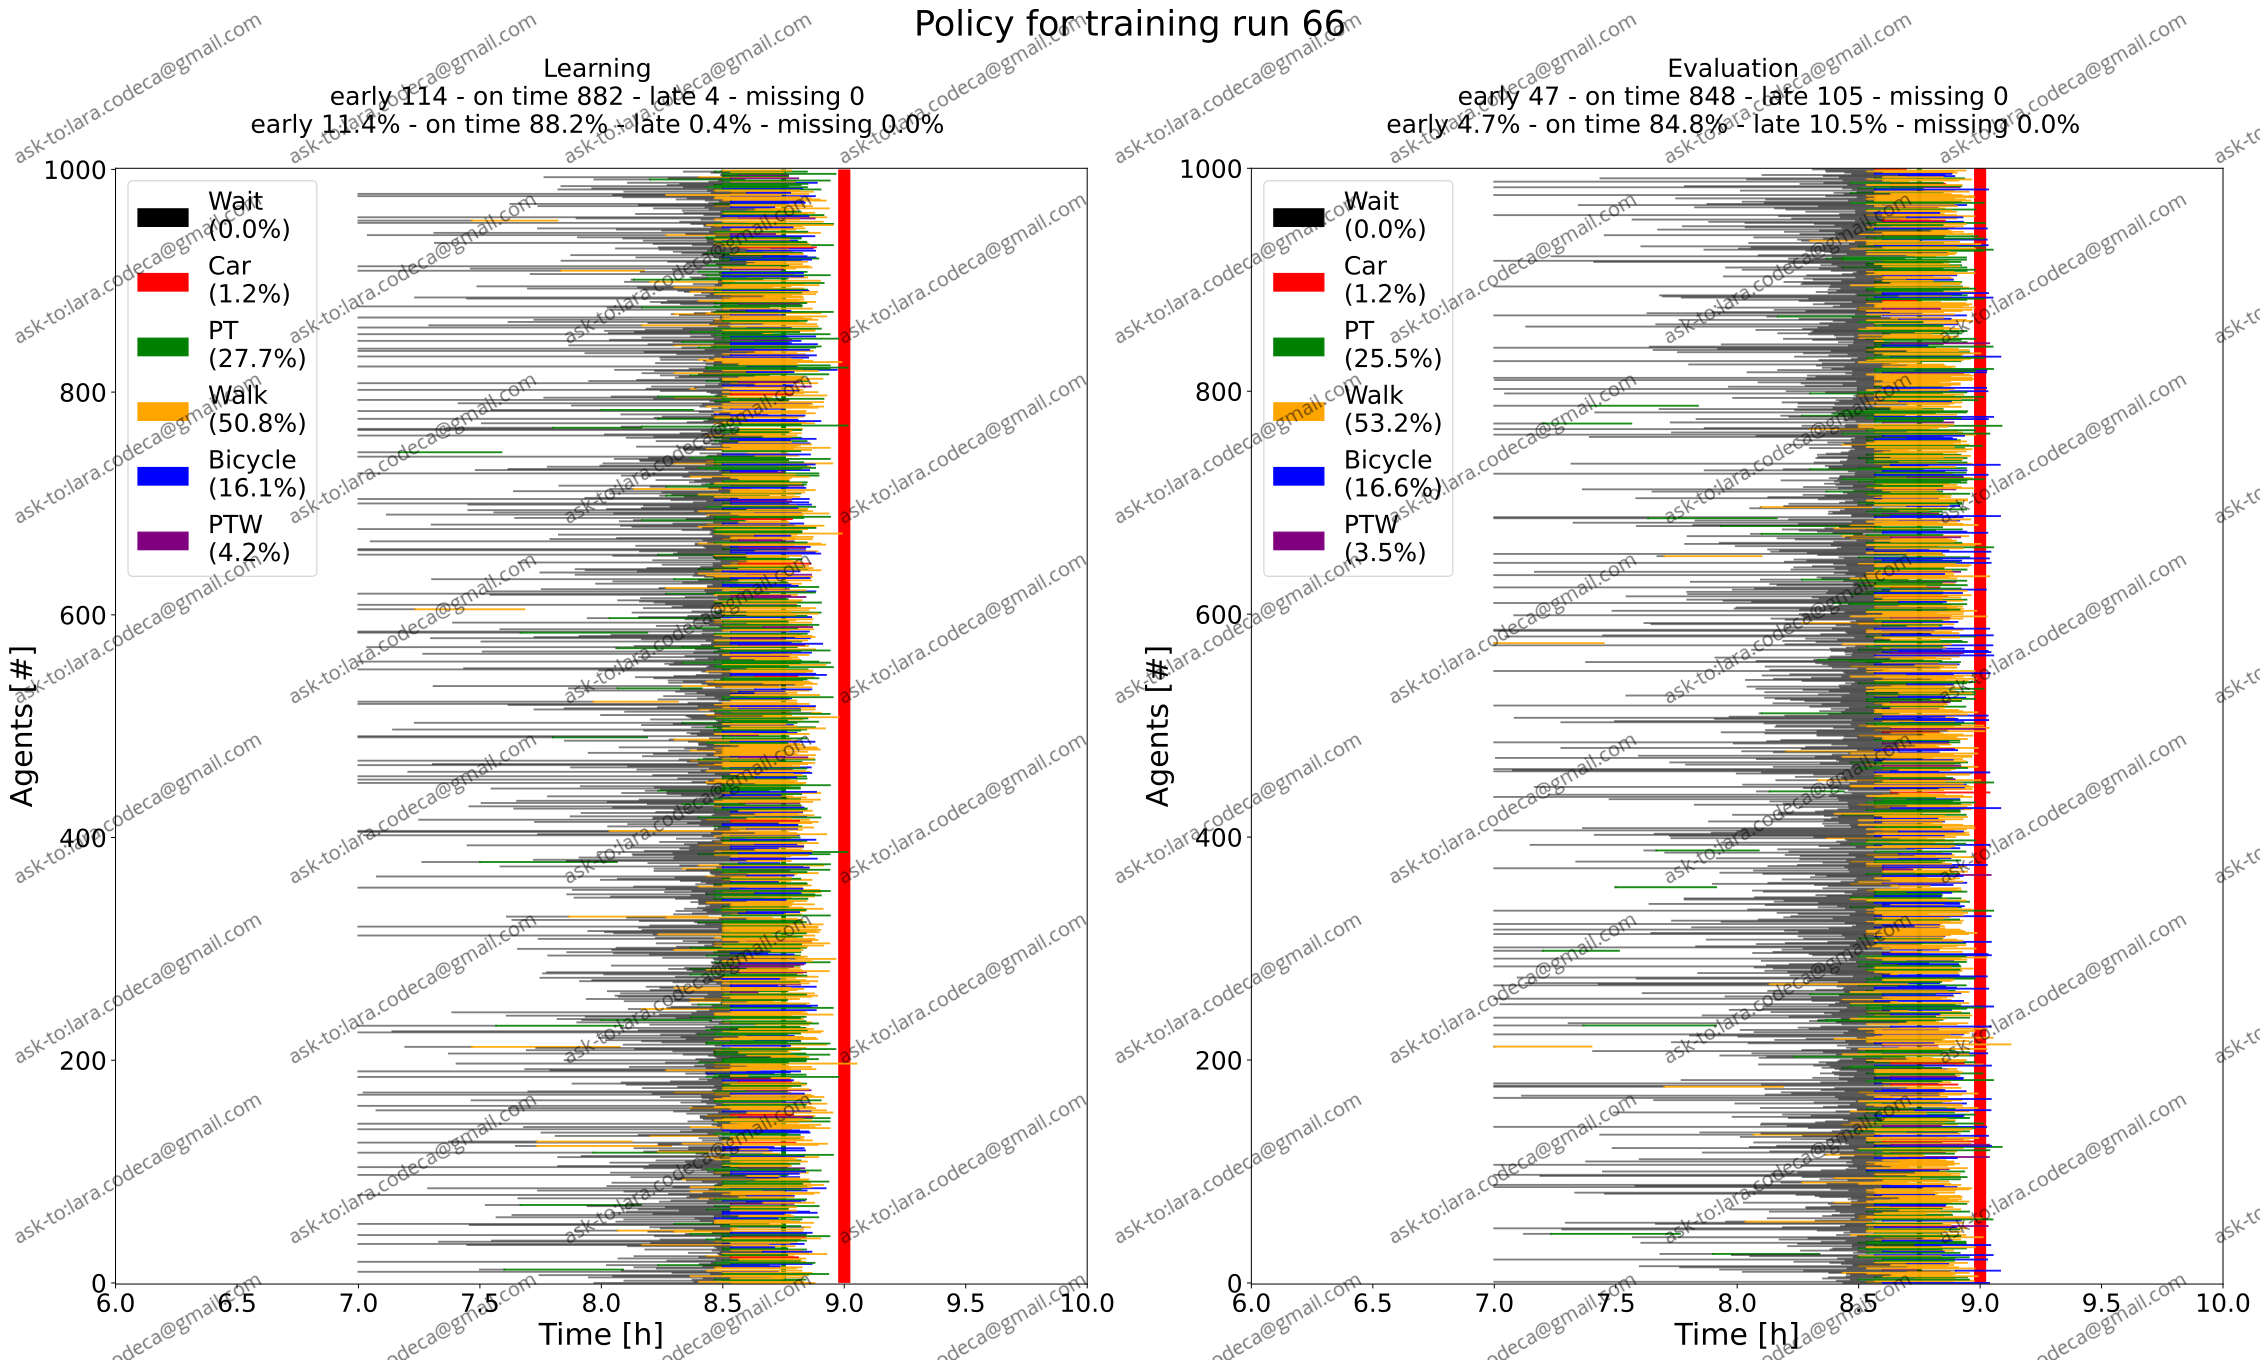 Policy for training run 66
Learning
early 114 - on time 882 - late 4 - missing 0
early 11.4% - on time 88.2% - late 0.4% - missing 0.0%
Agents [#]
1000
800
600
400
200
0
Wait
(0.0%)
Car
(1.2%)
PT
(27.7%)
Walk
(50.8%)
Bicycle
(16.1%)
PTW
(4.2%)
6.0 6.5 7.0 7.5 8.0 8.5 9.0 9.5 10.0
Time [h]
Evaluation
early 47 - on time 848 - late 105 - missing 0
early 4.7% - on time 84.8% - late 10.5% - missing 0.0%
Agents [#]
1000
800
600
400
200
0
Wait
(0.0%)
Car
(1.2%)
PT
(25.5%)
Walk
(53.2%)
Bicycle
(16.6%)
PTW
(3.5%)
6.0 6.5 7.0 7.5 8.0 8.5 9.0 9.5 10.0
Time [h]
ask-to:lara.codeca@gmail.com